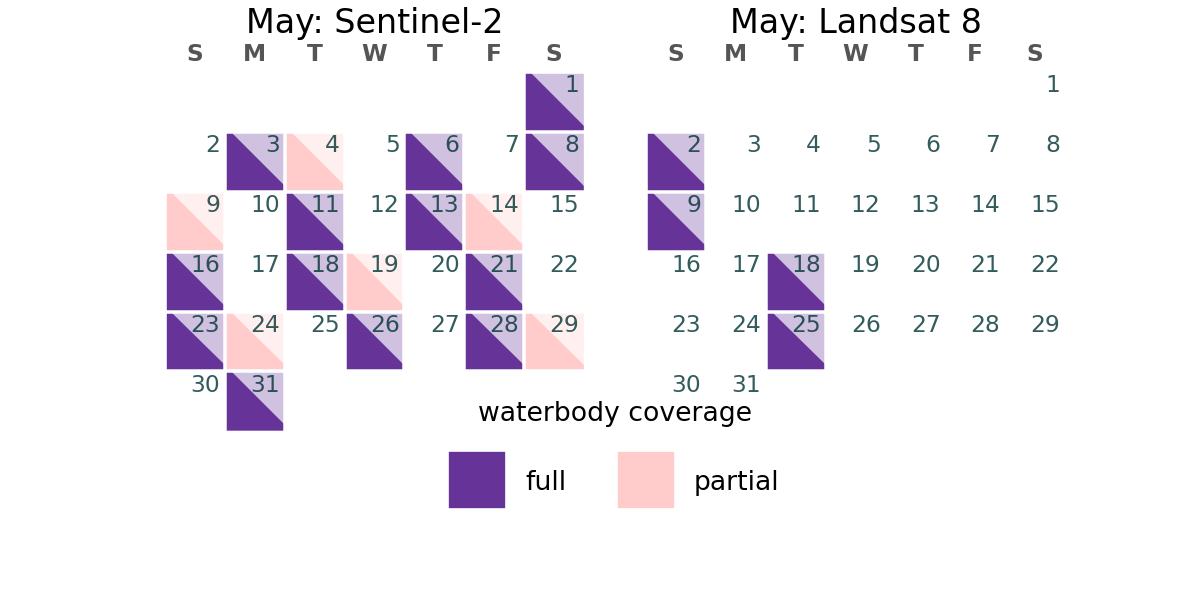 May: Sentinel-2
S M T W T F S
1
2 3 4 5 6 7 8
9 10 11 12 13 14 15
16 17 18 19 20 21 22
23 24 25 26 27 28 29
30 31
May: Landsat 8
S M T W T F S
1
2 3 4 5 6 7 8
9 10 11 12 13 14 15
16 17 18 19 20 21 22
23 24 25 26 27 28 29
30 31
waterbody coverage
full partial